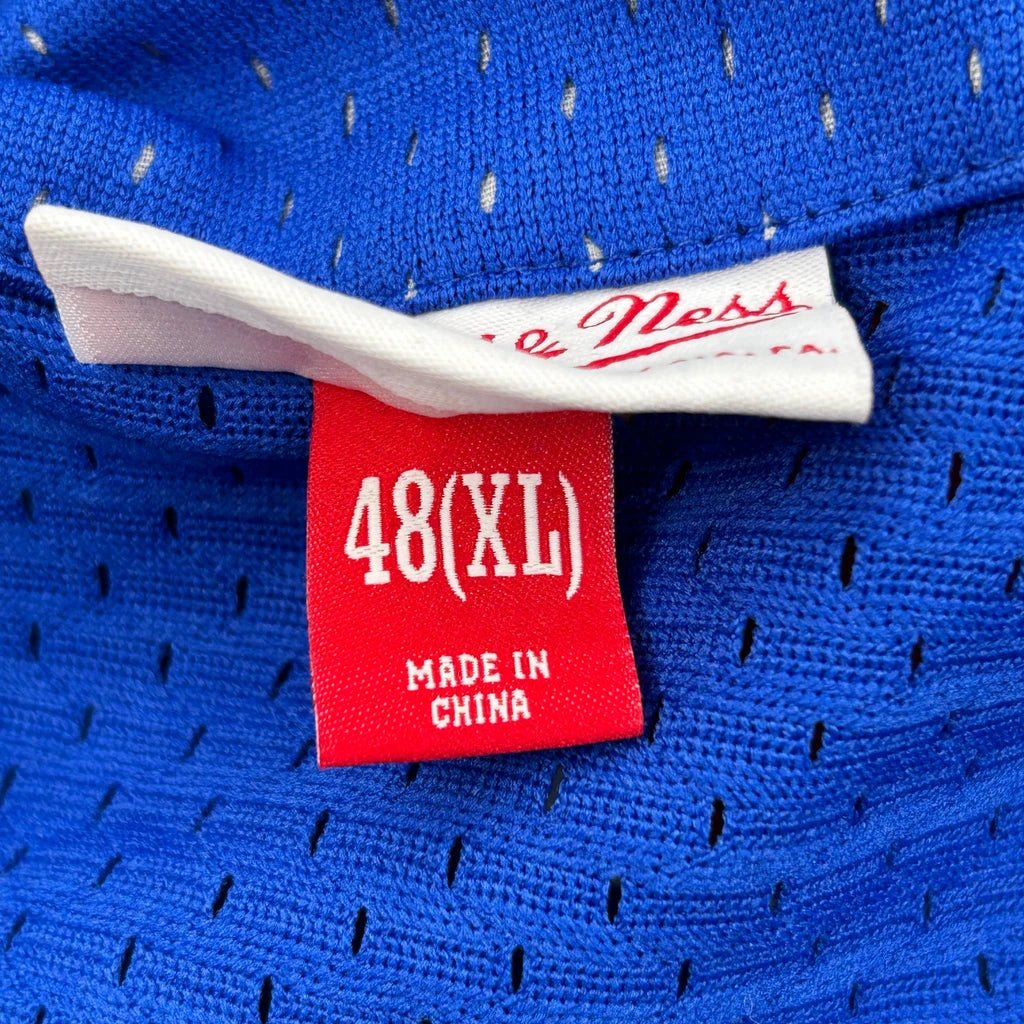 & Ness
48(XL)
MADE IN
CHINA